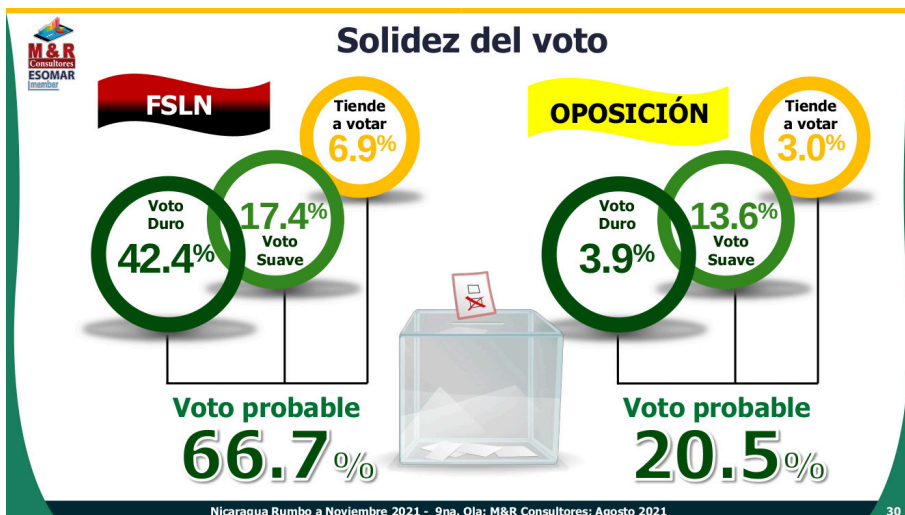 M & R
Consultores
ESOMAR
member
Solidez del voto
FSLN
Tiende
a votar
6.9%
17.4%
Voto
Suave
Voto
Duro
42.4%
Voto probable
66.7%
OPOSICIÓN
Tiende
a votar
3.0%
13.6%
Voto
Suave
Voto
Duro
3.9%
Voto probable
20.5%
Nicaragua Rumbo a Noviembre 2021 - 9na. Ola: M&R Consultores: Agosto 2021
30